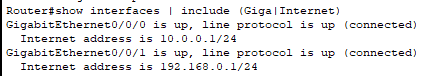 Router#show interfaces | include (Giga|Internet)
GigabitEthernet0/0/0 is up, line protocol is up (connected)
  Internet address is 10.0.0.1/24
GigabitEthernet0/0/1 is up, line protocol is up (connected)
  Internet address is 192.168.0.1/24